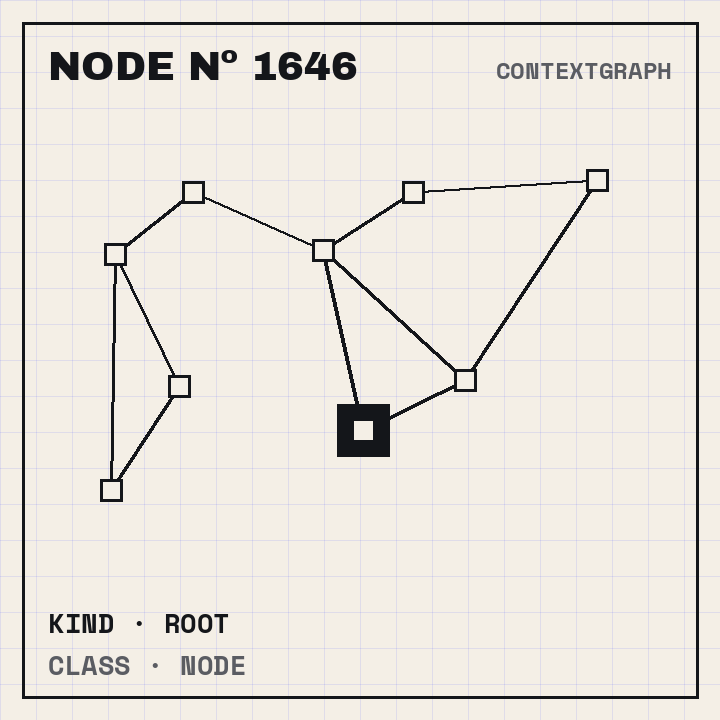 NODE Nº 1646
CONTEXTGRAPH
KIND · ROOT
CLASS · NODE